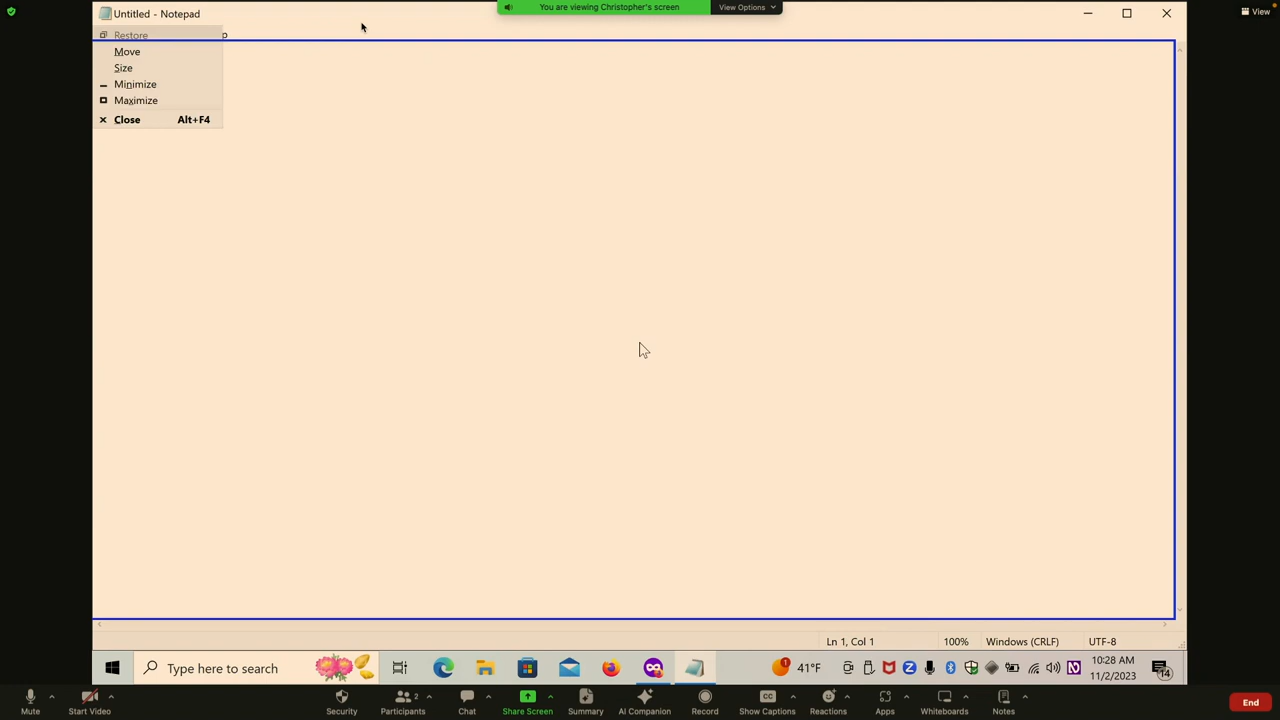 Untitled - Notepad
You are viewing Christopher's screen
View Options
View
Restore
p
Move
Size
Minimize
Maximize
Close Alt+F4
Ln 1, Col 1
100%
Windows (CRLF)
UTF-8
Type here to search
1
41°F
10:28 AM
11/2/2023
14
Mute
Start Video
Security
Participants 2
Chat
Share Screen
Summary
AI Companion
Record
Show Captions
Reactions
Apps
Whiteboards
Notes
End